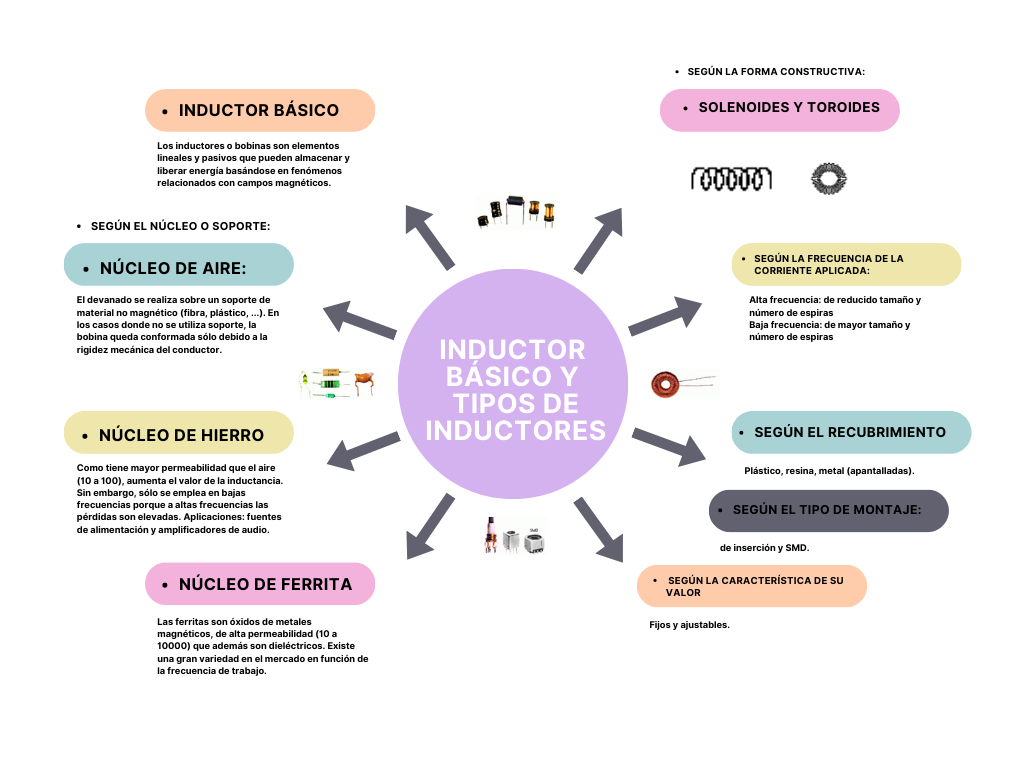 • INDUCTOR BÁSICO
Los inductores o bobinas son elementos
lineales y pasivos que pueden almacenar y
liberar energía basándose en fenómenos
relacionados con campos magnéticos.
• SEGÚN EL NÚCLEO O SOPORTE:
• NÚCLEO DE AIRE:
El devanado se realiza sobre un soporte de
material no magnético (fibra, plástico, ...). En
los casos donde no se utiliza soporte, la
bobina queda conformada sólo debido a la
rigidez mecánica del conductor.
• NÚCLEO DE HIERRO
Como tiene mayor permeabilidad que el aire
(10 a 100), aumenta el valor de la inductancia.
Sin embargo, sólo se emplea en bajas
frecuencias porque a altas frecuencias las
pérdidas son elevadas. Aplicaciones: fuentes
de alimentación y amplificadores de audio.
• NÚCLEO DE FERRITA
Las ferritas son óxidos de metales
magnéticos, de alta permeabilidad (10 a
10000) que además son dieléctricos. Existe
una gran variedad en el mercado en función de
la frecuencia de trabajo.
INDUCTOR
BÁSICO Y
TIPOS DE
INDUCTORES
SMD
• SEGÚN LA FORMA CONSTRUCTIVA:
• SOLENOIDES Y TOROIDES
• SEGÚN LA FRECUENCIA DE LA
CORRIENTE APLICADA:
Alta frecuencia: de reducido tamaño y
número de espiras
Baja frecuencia: de mayor tamaño y
número de espiras
• SEGÚN EL RECUBRIMIENTO
Plástico, resina, metal (apantalladas).
• SEGÚN EL TIPO DE MONTAJE:
de inserción y SMD.
• SEGÚN LA CARACTERÍSTICA DE SU
VALOR
Fijos y ajustables.